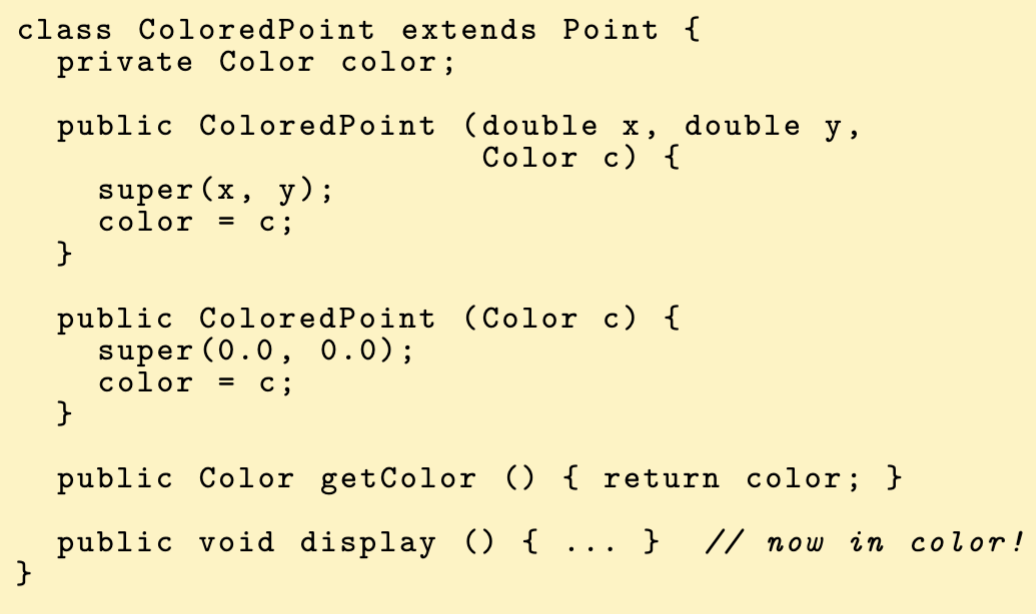 class ColoredPoint extends Point {
  private Color color;

  public ColoredPoint (double x, double y,
                       Color c) {
    super(x, y);
    color = c;
  }

  public ColoredPoint (Color c) {
    super(0.0, 0.0);
    color = c;
  }

  public Color getColor () { return color; }

  public void display () { ... }  // now in color!
}